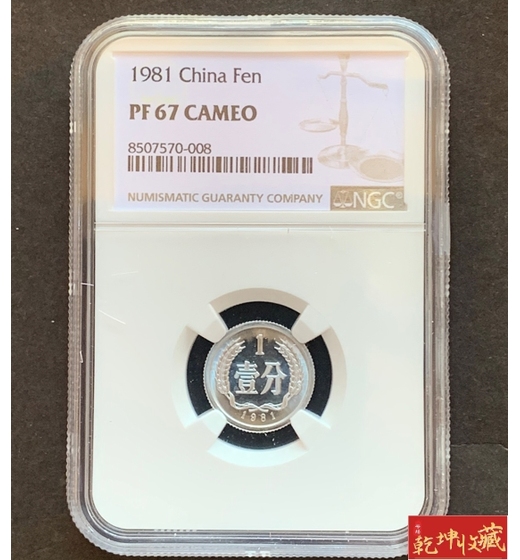 1981 China Fen
PF 67 CAMEO
8507570-008
NUMISMATIC GUARANTY COMPANY
NGC
1
壹分
1981
乾坤收藏